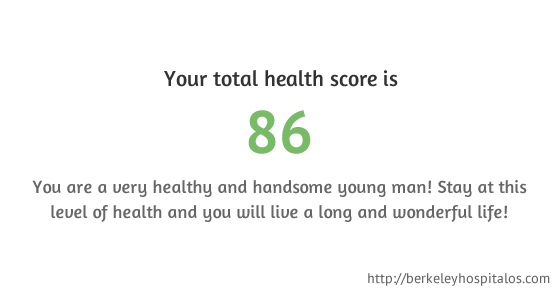 Your total health score is
86
You are a very healthy and handsome young man! Stay at this
level of health and you will live a long and wonderful life!
http://berkeleyhospitalos.com